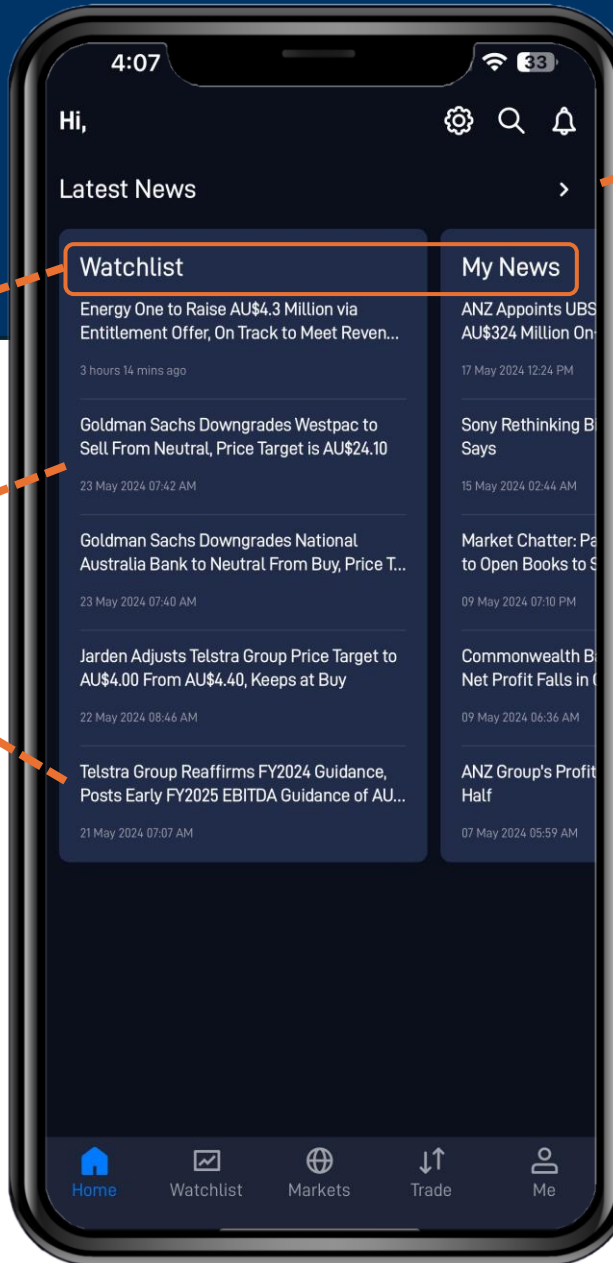 4:07
33
Hi,
Latest News
Watchlist
Energy One to Raise AU$4.3 Million via
Entitlement Offer, On Track to Meet Reven...
3 hours 14 mins ago
Goldman Sachs Downgrades Westpac to
Sell From Neutral, Price Target is AU$24.10
23 May 2024 07:42 AM
Goldman Sachs Downgrades National
Australia Bank to Neutral From Buy, Price T...
23 May 2024 07:40 AM
Jarden Adjusts Telstra Group Price Target to
AU$4.00 From AU$4.40, Keeps at Buy
22 May 2024 08:46 AM
Telstra Group Reaffirms FY2024 Guidance,
Posts Early FY2025 EBITDA Guidance of AU...
21 May 2024 07:07 AM
My News
ANZ Appoints UBS
AU$324 Million On-
17 May 2024 12:24 PM
Sony Rethinking
Says
15 May 2024 02:44 AM
Market Chatter:
to Open Books to
09 May 2024 07:10 PM
Commonwealth
Net Profit Falls in
09 May 2024 06:36 AM
ANZ Group's Profit
Half
07 May 2024 05:59 AM
Home
Watchlist
Markets
Trade
Me